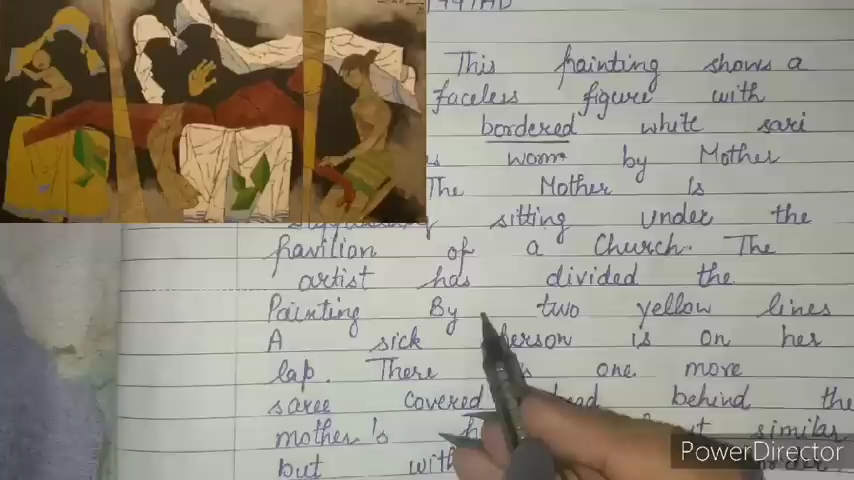 This painting shows a
faceless figure with
bordered white sari
worn by Mother
The Mother is
sitting under the
pavilion of a Church. The
artist has divided the
Painting By two yellow lines
A sick person is on her
lap. There one more
saree covered head behind the
mother's similar
but with
PowerDirector